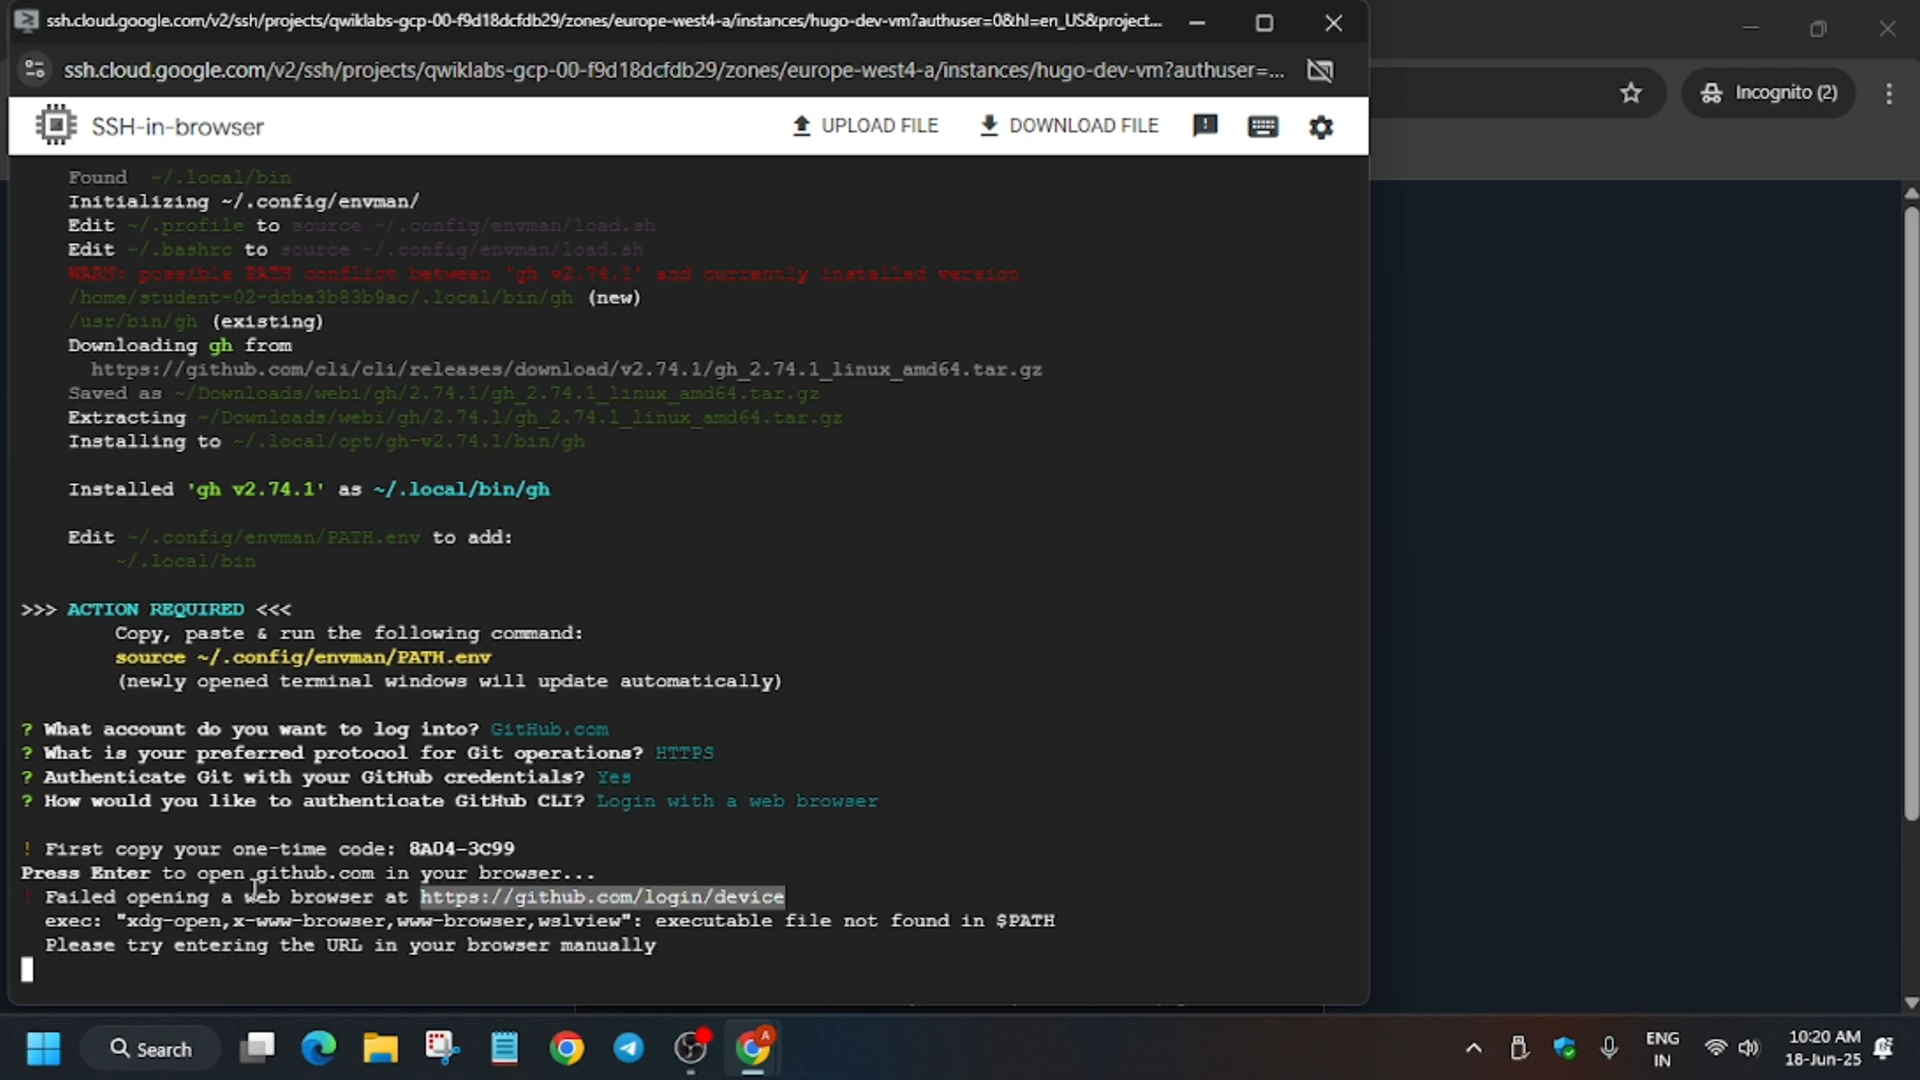 ssh.cloud.google.com/v2/ssh/projects/qwiklabs-gcp-00-f9d18dcfdb29/zones/europe-west4-a/instances/hugo-dev-vm?authuser=0&hl=en_US&project...
ssh.cloud.google.com/v2/ssh/projects/qwiklabs-gcp-00-f9d18dcfdb29/zones/europe-west4-a/instances/hugo-dev-vm?authuser=...
Incognito (2)
SSH-in-browser
UPLOAD FILE
DOWNLOAD FILE
Found ~/.local/bin
Initializing ~/.config/envman/
Edit ~/.profile to source ~/.config/envman/load.sh
Edit ~/.bashrc to source ~/.config/envman/load.sh
WARN: possible PATH conflict between 'gh v2.74.1' and currently installed version
/home/student-02-dcba3b83b9ac/.local/bin/gh (new)
/usr/bin/gh (existing)
Downloading gh from
https://github.com/cli/cli/releases/download/v2.74.1/gh_2.74.1_linux_amd64.tar.gz
Saved as ~/Downloads/webi/gh/2.74.1/gh_2.74.1_linux_amd64.tar.gz
Extracting ~/Downloads/webi/gh/2.74.1/gh_2.74.1_linux_amd64.tar.gz
Installing to ~/.local/opt/gh-v2.74.1/bin/gh
Installed 'gh v2.74.1' as ~/.local/bin/gh
Edit ~/.config/envman/PATH.env to add:
~/.local/bin
>>> ACTION REQUIRED <<<
Copy, paste & run the following command:
source ~/.config/envman/PATH.env
(newly opened terminal windows will update automatically)
? What account do you want to log into? GitHub.com
? What is your preferred protocol for Git operations? HTTPS
? Authenticate Git with your GitHub credentials? Yes
? How would you like to authenticate GitHub CLI? Login with a web browser
! First copy your one-time code: 8A04-3C99
Press Enter to open github.com in your browser...
! Failed opening a web browser at https://github.com/login/device
exec: "xdg-open,x-www-browser,www-browser,wslview": executable file not found in $PATH
Please try entering the URL in your browser manually
Search
A
ENG
IN
10:20 AM
18-Jun-25